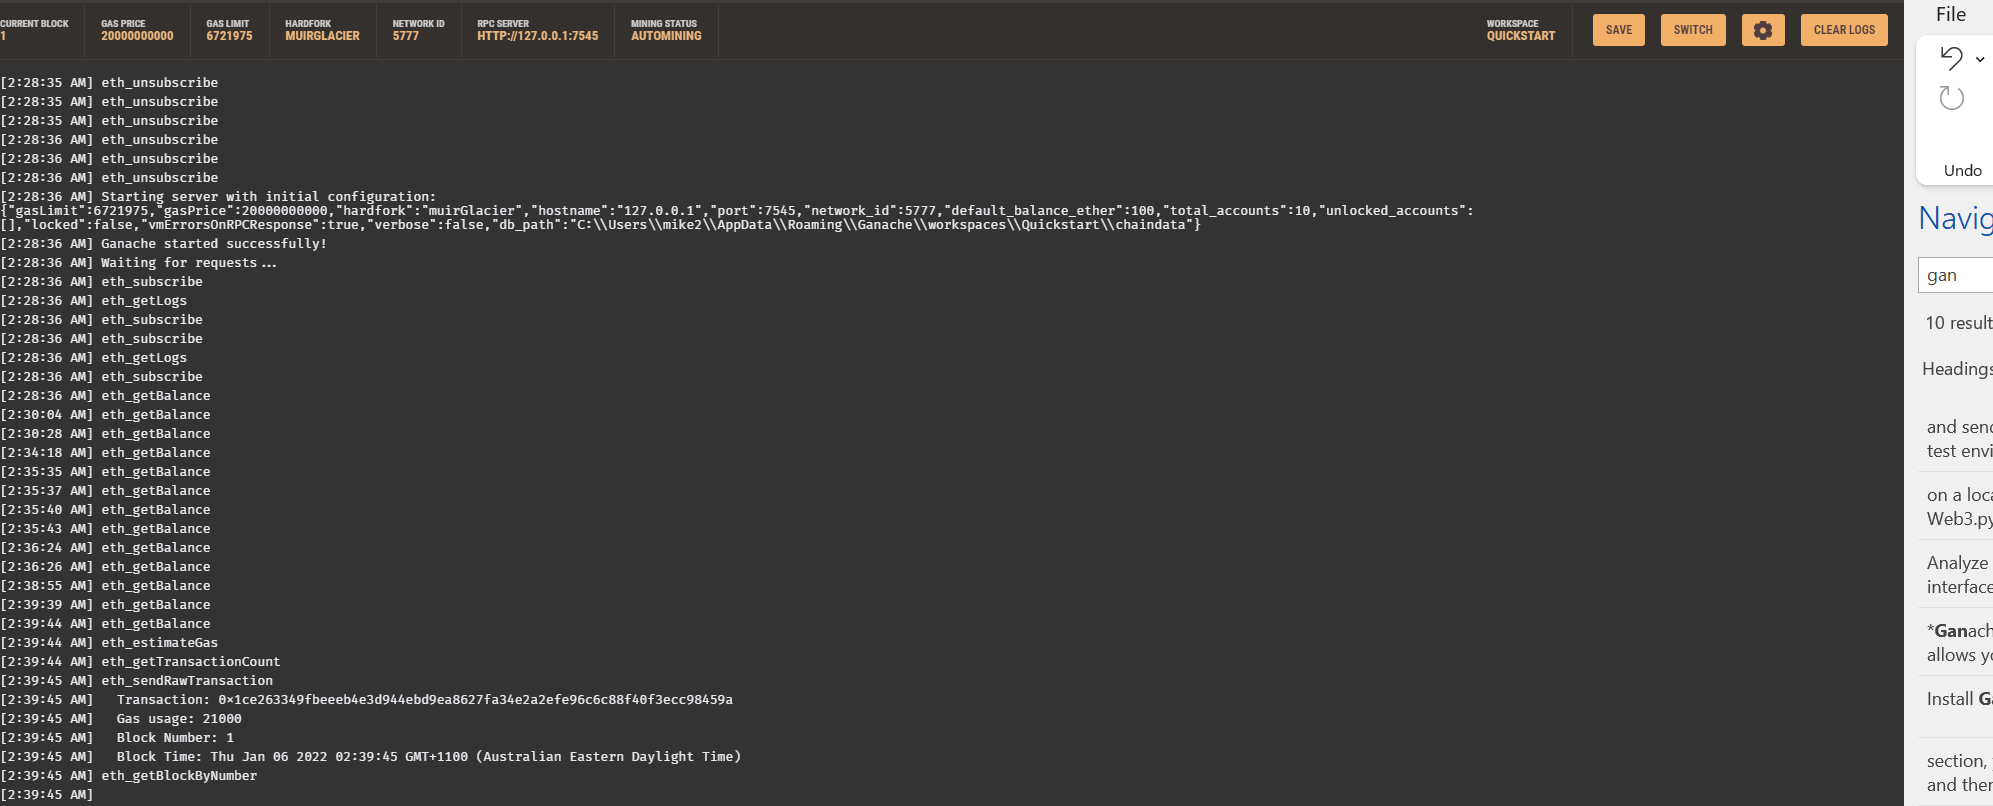 CURRENT BLOCK
1
GAS PRICE
20000000000
GAS LIMIT
6721975
HARDFORK
MUIRGLACIER
NETWORK ID
5777
RPC SERVER
HTTP://127.0.0.1:7545
MINING STATUS
AUTOMINING
WORKSPACE
QUICKSTART
SAVE
SWITCH
CLEAR LOGS
[2:28:35 AM] eth_unsubscribe
[2:28:35 AM] eth_unsubscribe
[2:28:35 AM] eth_unsubscribe
[2:28:36 AM] eth_unsubscribe
[2:28:36 AM] eth_unsubscribe
[2:28:36 AM] eth_unsubscribe
[2:28:36 AM] Starting server with initial configuration:
{"gasLimit":6721975,"gasPrice":20000000000,"hardfork":"muirGlacier","hostname":"127.0.0.1","port":7545,"network_id":5777,"default_balance_ether":100,"total_accounts":10,"unlocked_accounts":
[],"locked":false,"vmErrorsOnRPCResponse":true,"verbose":false,"db_path":"C:\\Users\\mike2\\AppData\\Roaming\\Ganache\\workspaces\\Quickstart\\chaindata"}
[2:28:36 AM] Ganache started successfully!
[2:28:36 AM] Waiting for requests...
[2:28:36 AM] eth_subscribe
[2:28:36 AM] eth_getLogs
[2:28:36 AM] eth_subscribe
[2:28:36 AM] eth_subscribe
[2:28:36 AM] eth_getLogs
[2:28:36 AM] eth_subscribe
[2:28:36 AM] eth_getBalance
[2:30:04 AM] eth_getBalance
[2:30:28 AM] eth_getBalance
[2:34:18 AM] eth_getBalance
[2:35:35 AM] eth_getBalance
[2:35:37 AM] eth_getBalance
[2:35:40 AM] eth_getBalance
[2:35:43 AM] eth_getBalance
[2:36:24 AM] eth_getBalance
[2:36:26 AM] eth_getBalance
[2:38:55 AM] eth_getBalance
[2:39:39 AM] eth_getBalance
[2:39:44 AM] eth_getBalance
[2:39:44 AM] eth_estimateGas
[2:39:44 AM] eth_getTransactionCount
[2:39:45 AM] eth_sendRawTransaction
[2:39:45 AM] Transaction: 0×1ce263349fbeeeb4e3d944ebd9ea8627fa34e2a2efe96c6c88f40f3ecc98459a
[2:39:45 AM] Gas usage: 21000
[2:39:45 AM] Block Number: 1
[2:39:45 AM] Block Time: Thu Jan 06 2022 02:39:45 GMT+1100 (Australian Eastern Daylight Time)
[2:39:45 AM] eth_getBlockByNumber
[2:39:45 AM]
File
Undo
Navig
gan
10 result
Headings
and send
test envi
on a loca
Web3.py
Analyze
interface
*Ganach
allows yo
Install Ga
section, y
and then